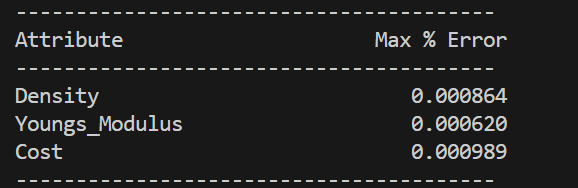 ----------------------------------------
Attribute                     Max % Error
----------------------------------------
Density                          0.000864
Youngs_Modulus                   0.000620
Cost                             0.000989
----------------------------------------